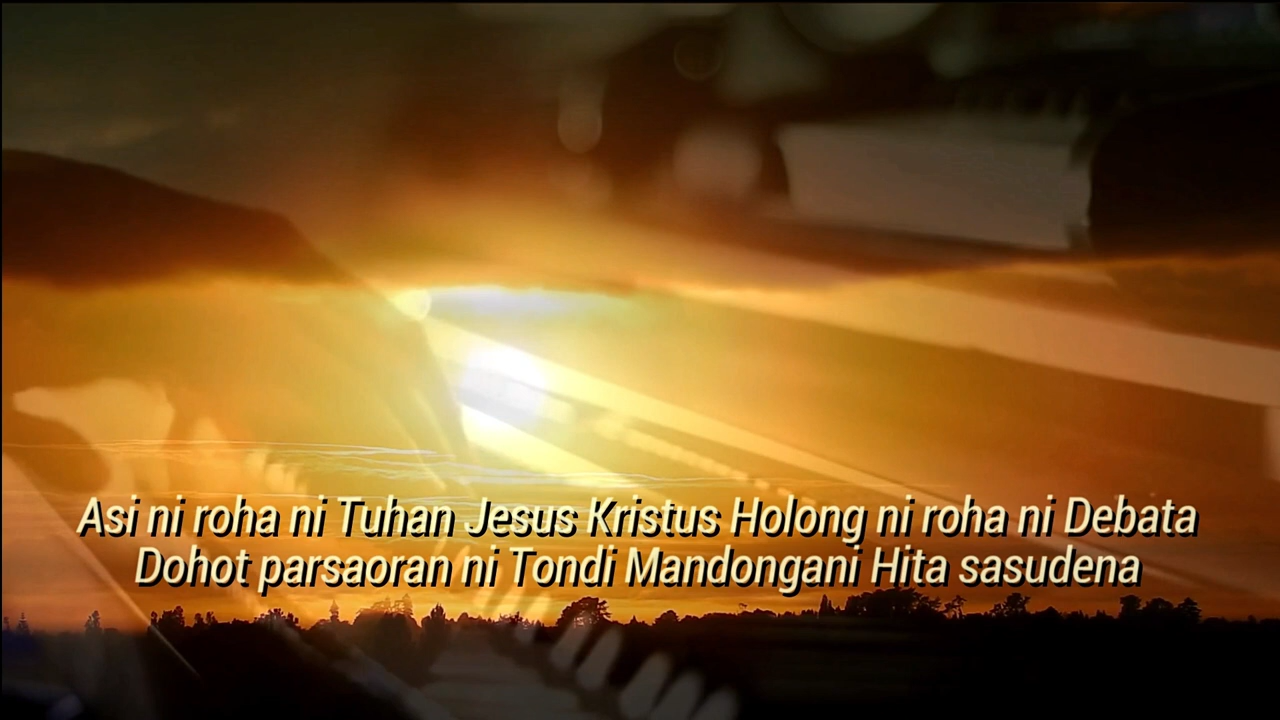 Asi ni roha ni Tuhan Jesus Kristus Holong ni roha ni Debata
Dohot parsaoran ni Tondi Mandongani Hita sasudena